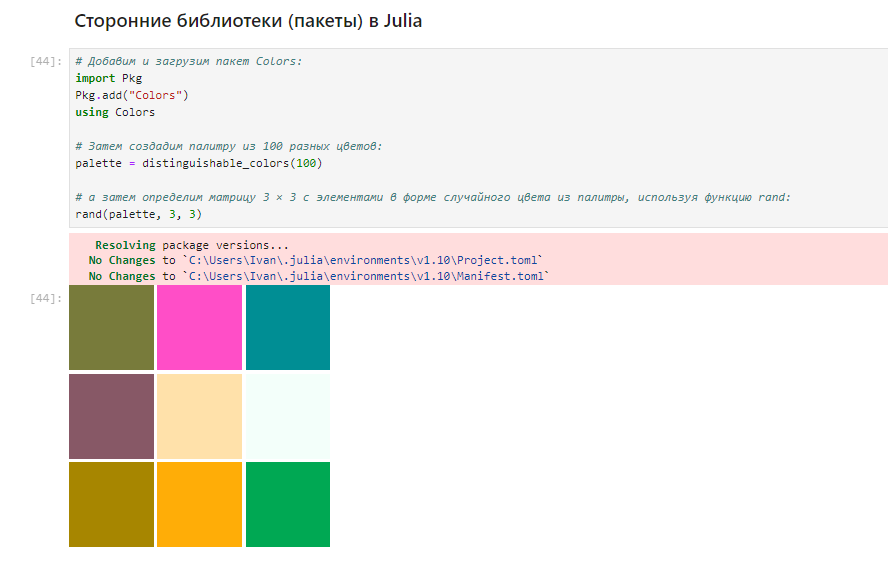 Сторонние библиотеки (пакеты) в Julia
[44]:
# Добавим и загрузим пакет Colors:
import Pkg
Pkg.add("Colors")
using Colors
# Затем создадим палитру из 100 разных цветов:
palette = distinguishable_colors(100)
# а затем определим матрицу 3 × 3 с элементами в форме случайного цвета из палитры, используя функцию rand:
rand(palette, 3, 3)
Resolving package versions...
No Changes to `C:\Users\Ivan\.julia\environments\v1.10\Project.toml`
No Changes to `C:\Users\Ivan\.julia\environments\v1.10\Manifest.toml`
[44]: